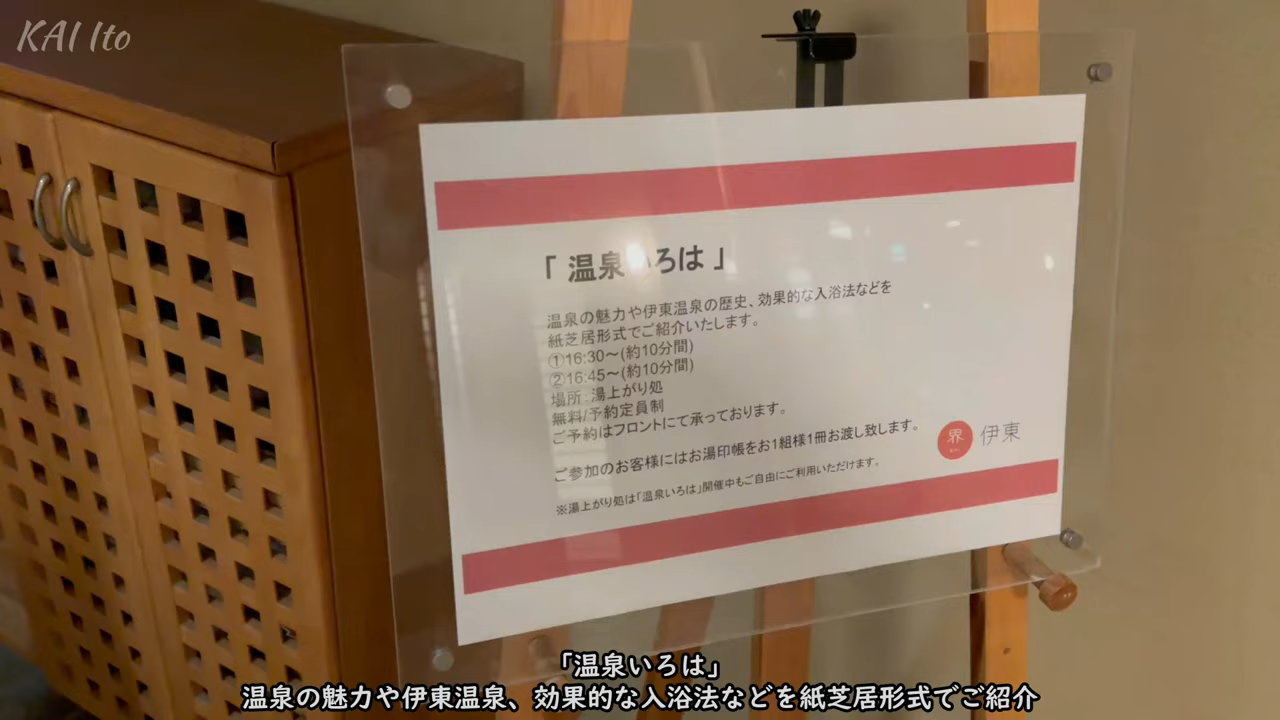 KAI Ito
「温泉いろは」
温泉の魅力や伊東温泉の歴史、効果的な入浴法などを
紙芝居形式でご紹介いたします。
①16:30～(約10分間)
②16:45～(約10分間)
場所：湯上がり処
無料/予約定員制
ご予約はフロントにて承っております。
ご参加のお客様にはお湯印帳をお1組様1冊お渡し致します。
界 伊東
※湯上がり処は「温泉いろは」開催中もご自由にご利用いただけます。
「温泉いろは」
温泉の魅力や伊東温泉、効果的な入浴法などを紙芝居形式でご紹介